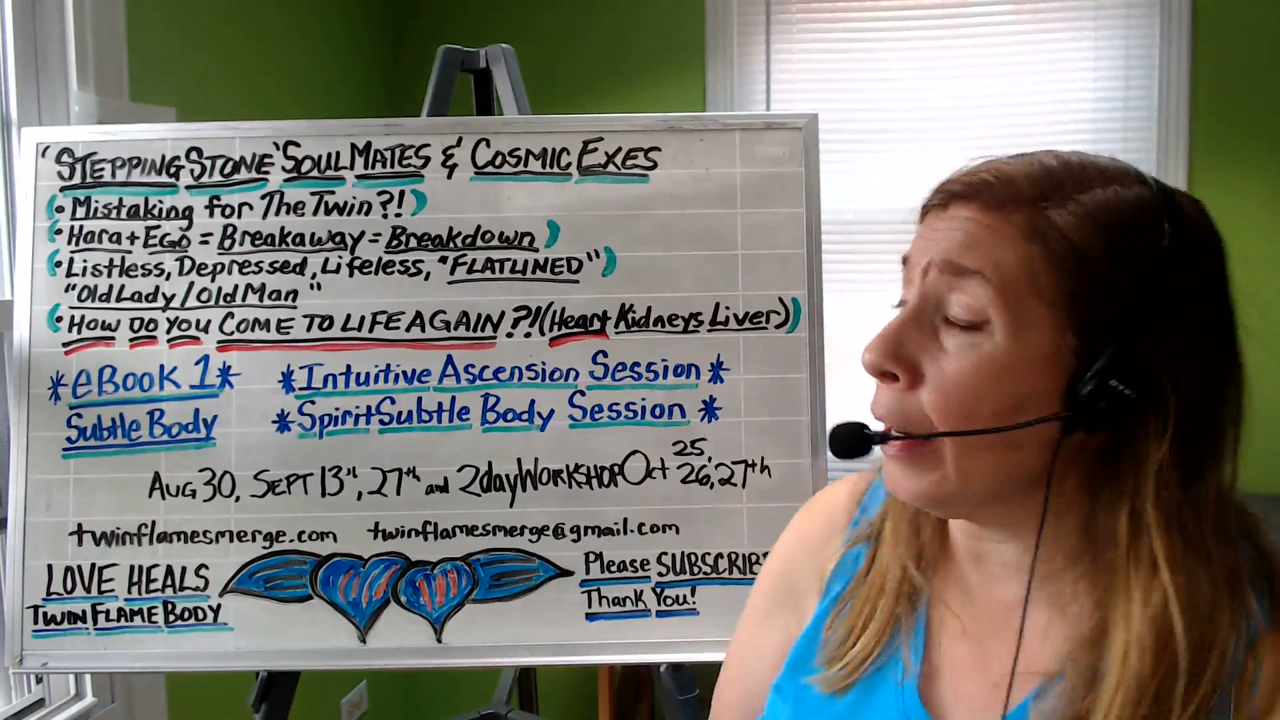 'STEPPING STONE' SOUL MATES & COSMIC EXES
(• Mistaking for The Twin?!)
(• Hara + EGO = Breakaway = Breakdown)
(• Listless, Depressed, Lifeless, "FLATLINED")
"Old Lady/Old Man"
(• HOW DO YOU COME TO LIFE AGAIN?! (Heart Kidneys Liver))
*eBook 1* *Intuitive Ascension Session*
Subtle Body *Spirit Subtle Body Session*
25,
AUG 30, SEPT 13th, 27th and 2day WORKSHOP Oct 26, 27th
twinflamesmerge.com twinflamesmerge@gmail.com
LOVE HEALS Please SUBSCRIB
TWIN FLAME BODY Thank You!